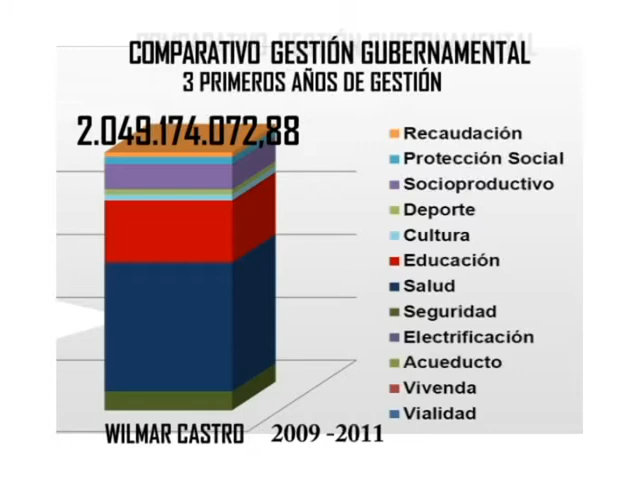 COMPARATIVO GESTIÓN GUBERNAMENTAL
3 PRIMEROS AÑOS DE GESTIÓN
2.049.174.072,88
Recaudación
Protección Social
Socioproductivo
Deporte
Cultura
Educación
Salud
Seguridad
Electrificación
Acueducto
Vivenda
Vialidad
WILMAR CASTRO 2009 -2011